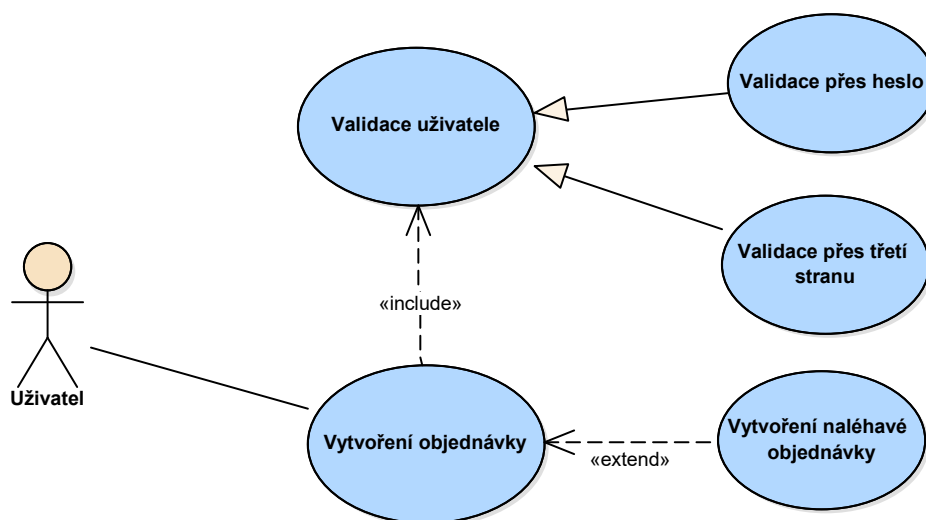 Validace přes heslo
Validace uživatele
Validace přes třetí
stranu
«include»
Uživatel
Vytvoření objednávky
«extend»
Vytvoření naléhavé
objednávky